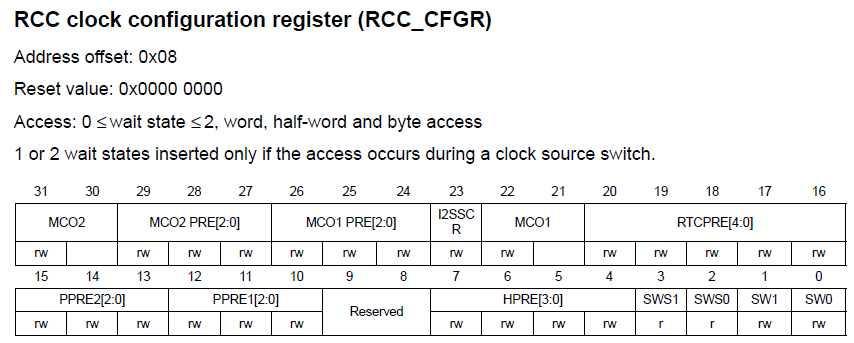 RCC clock configuration register (RCC_CFGR)
Address offset: 0x08
Reset value: 0x0000 0000
Access: 0 ≤ wait state ≤ 2, word, half-word and byte access
1 or 2 wait states inserted only if the access occurs during a clock source switch.
31 30 29 28 27 26 25 24 23 22 21 20 19 18 17 16
MCO2 MCO2 PRE[2:0] MCO1 PRE[2:0] I2SSC MCO1 RTCPRE[4:0]
R
rw rw rw rw rw rw rw rw rw rw rw rw rw rw
15 14 13 12 11 10 9 8 7 6 5 4 3 2 1 0
PPRE2[2:0] PPRE1[2:0] Reserved HPRE[3:0] SWS1 SWS0 SW1 SW0
rw rw rw rw rw rw rw rw rw rw r r rw rw